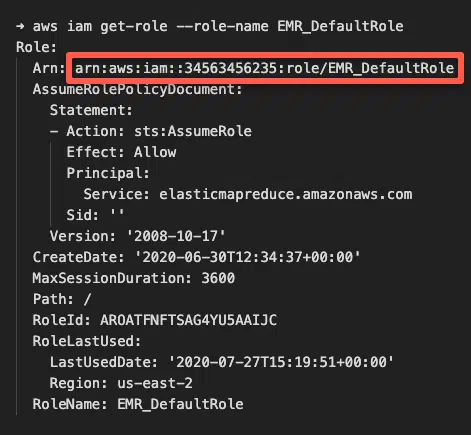 → aws iam get-role --role-name EMR_DefaultRole
Role:
Arn: arn:aws:iam::34563456235:role/EMR_DefaultRole
AssumeRolePolicyDocument:
Statement:
- Action: sts:AssumeRole
Effect: Allow
Principal:
Service: elasticmapreduce.amazonaws.com
Sid: ''
Version: '2008-10-17'
CreateDate: '2020-06-30T12:34:37+00:00'
MaxSessionDuration: 3600
Path: /
RoleId: AROATFNFTSAG4YU5AAIJC
RoleLastUsed:
LastUsedDate: '2020-07-27T15:19:51+00:00'
Region: us-east-2
RoleName: EMR_DefaultRole